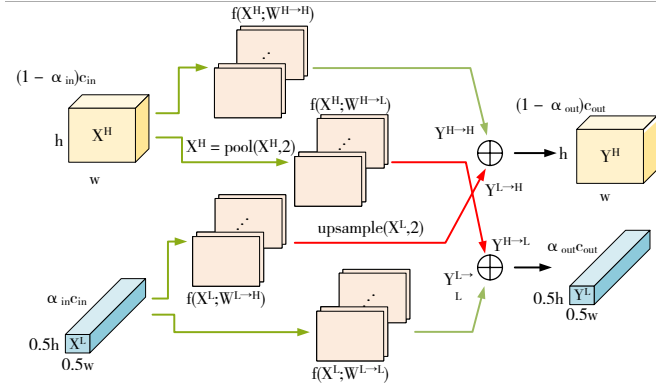 f(X^H;W^{H→H})
(1 - α_in)c_in
f(X^H;W^{H→L})
(1 - α_out)c_out
h
X^H
X^H = pool(X^H,2)
Y^{H→H}
h
Y^H
w
Y^{L→H}
w
upsample(X^L,2)
Y^{H→L}
α_out c_out
α_in c_in
f(X^L;W^{L→H})
Y^{L→
L
0.5h
Y^L
0.5w
0.5h
X^L
0.5w
f(X^L;W^{L→L})